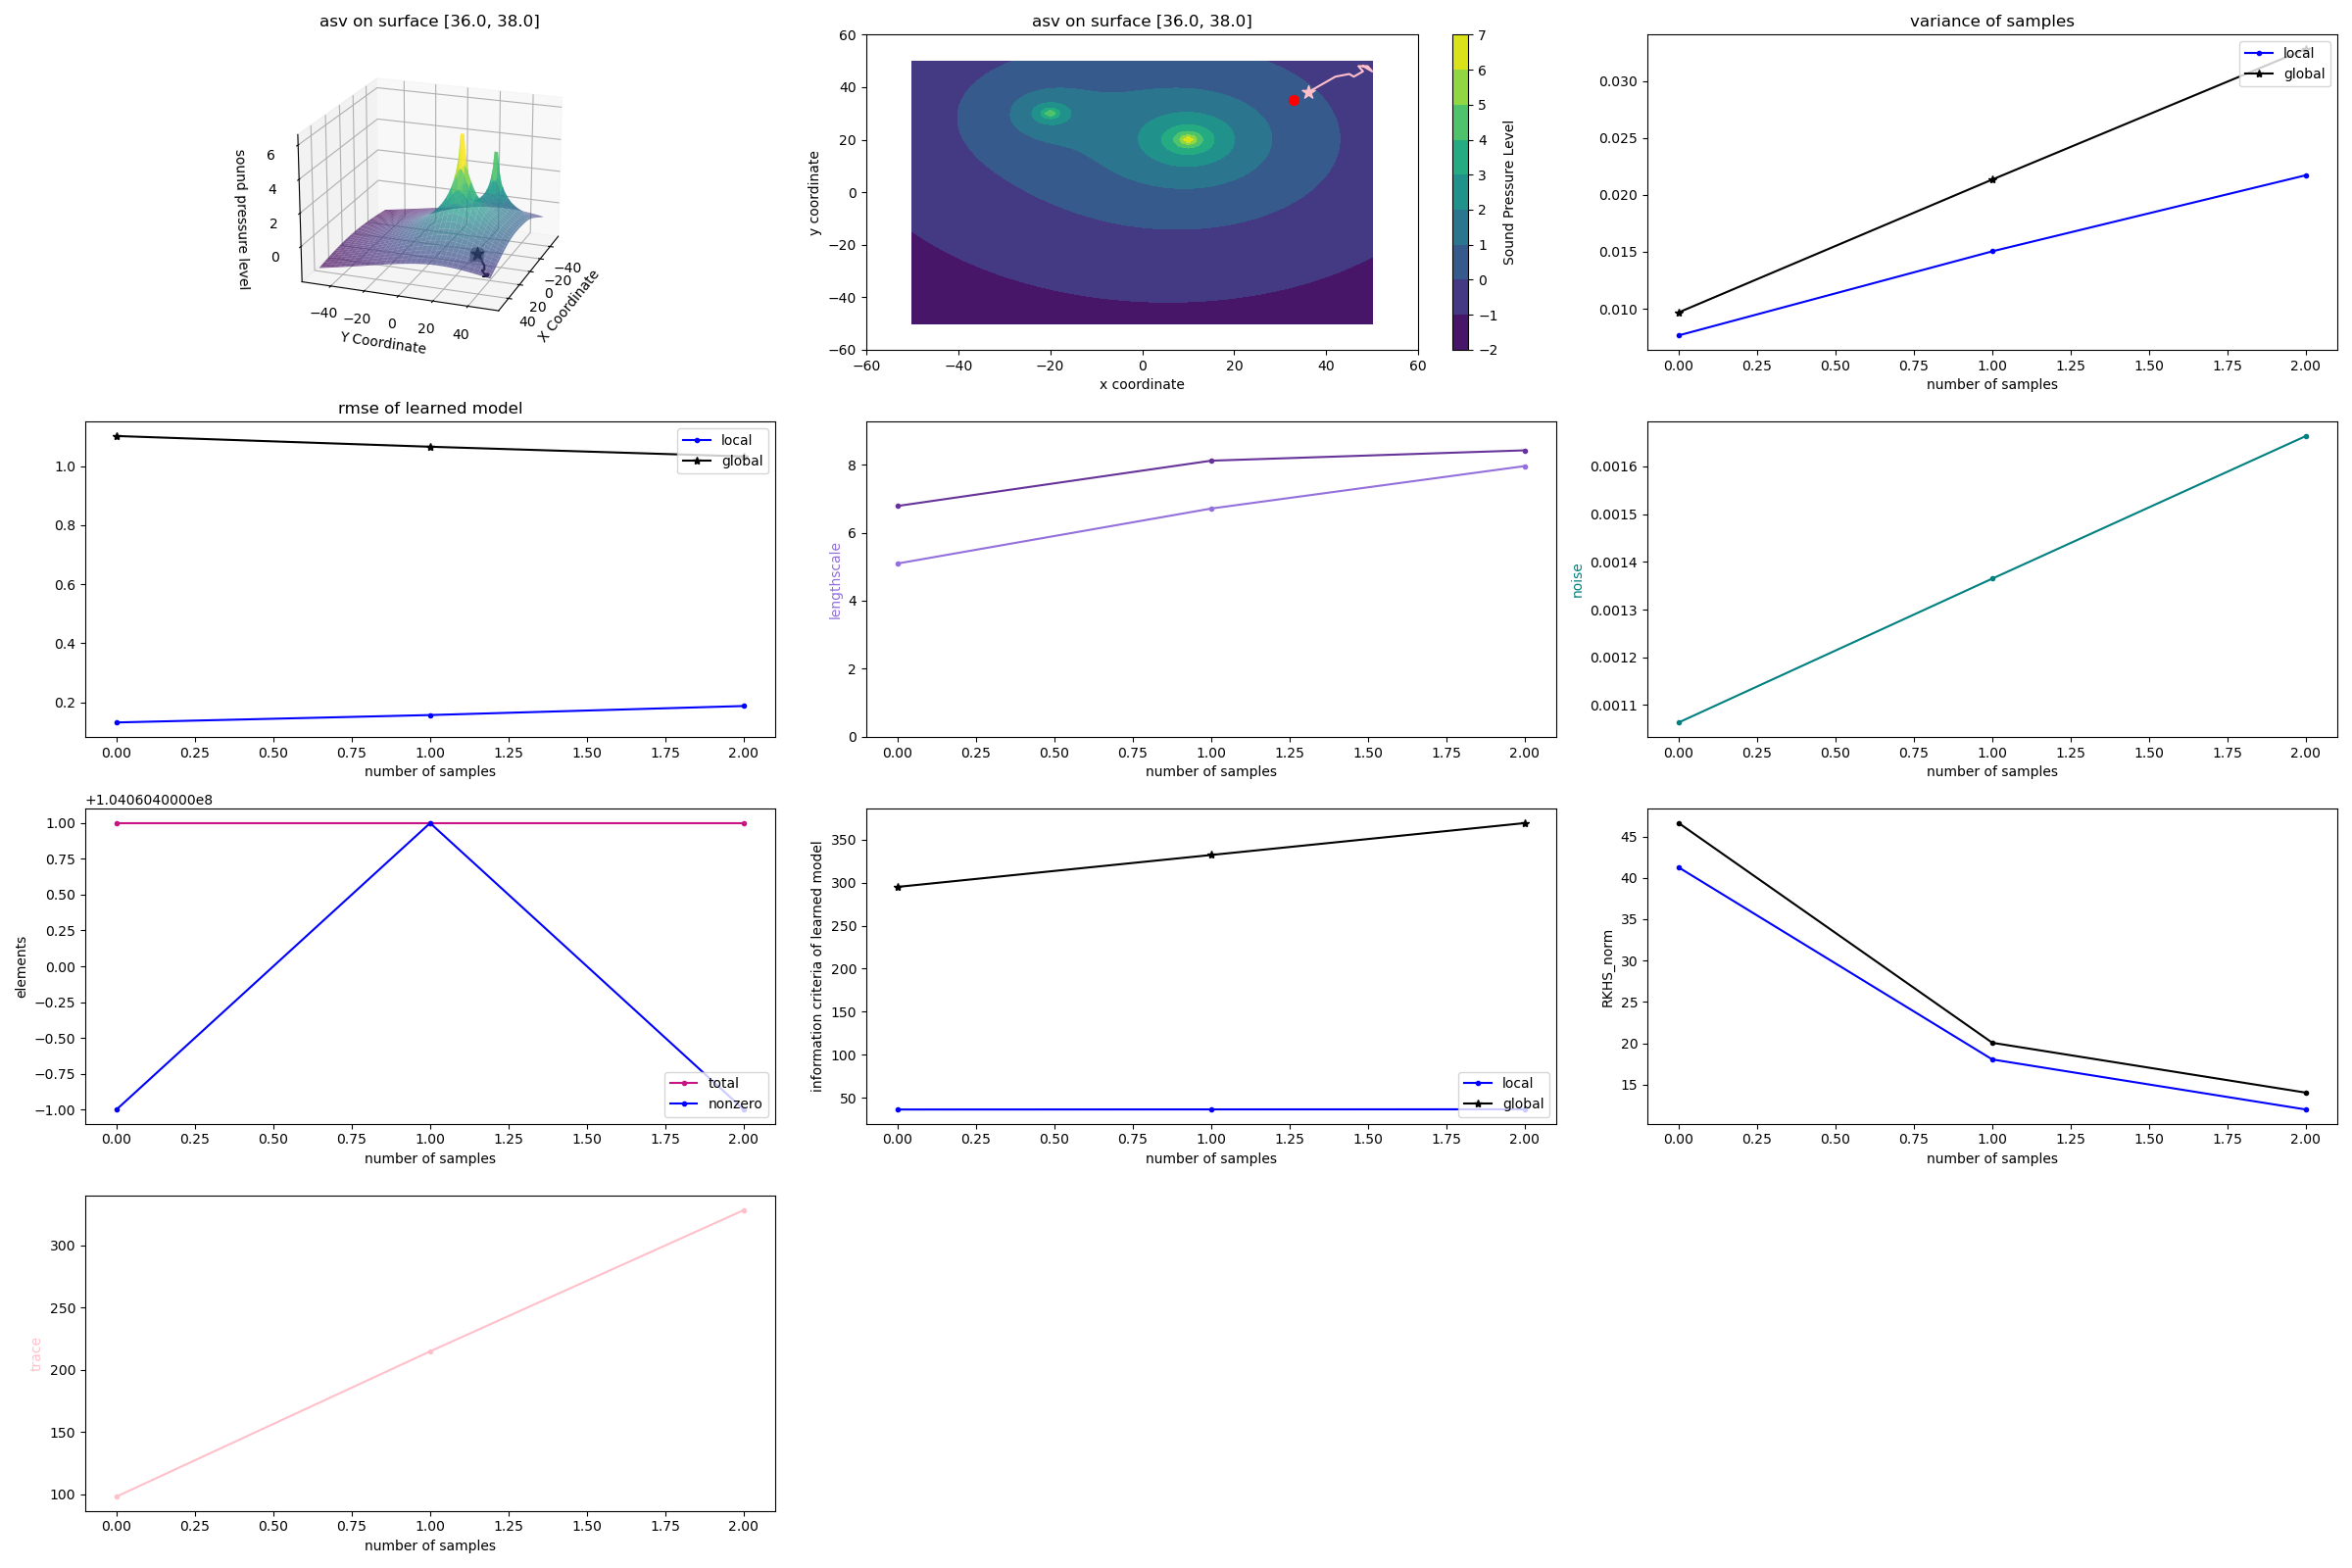 asv on surface [36.0, 38.0]
sound pressure level
6
4
2
0
−40
−20
0
20
40
Y Coordinate
−40
−20
0
20
40
X Coordinate
asv on surface [36.0, 38.0]
60
40
20
0
−20
−40
−60
y coordinate
−60
−40
−20
0
20
40
60
x coordinate
7
6
5
4
3
2
1
0
−1
−2
Sound Pressure Level
variance of samples
local
global
0.030
0.025
0.020
0.015
0.010
0.00 0.25 0.50 0.75 1.00 1.25 1.50 1.75 2.00
number of samples
rmse of learned model
local
global
1.0
0.8
0.6
0.4
0.2
0.00 0.25 0.50 0.75 1.00 1.25 1.50 1.75 2.00
number of samples
lengthscale
8
6
4
2
0
0.00 0.25 0.50 0.75 1.00 1.25 1.50 1.75 2.00
number of samples
noise
0.0016
0.0015
0.0014
0.0013
0.0012
0.0011
0.00 0.25 0.50 0.75 1.00 1.25 1.50 1.75 2.00
number of samples
+1.0406040000e8
elements
1.00
0.75
0.50
0.25
0.00
−0.25
−0.50
−0.75
−1.00
total
nonzero
0.00 0.25 0.50 0.75 1.00 1.25 1.50 1.75 2.00
number of samples
information criteria of learned model
350
300
250
200
150
100
50
local
global
0.00 0.25 0.50 0.75 1.00 1.25 1.50 1.75 2.00
number of samples
RKHS_norm
45
40
35
30
25
20
15
0.00 0.25 0.50 0.75 1.00 1.25 1.50 1.75 2.00
number of samples
trace
300
250
200
150
100
0.00 0.25 0.50 0.75 1.00 1.25 1.50 1.75 2.00
number of samples